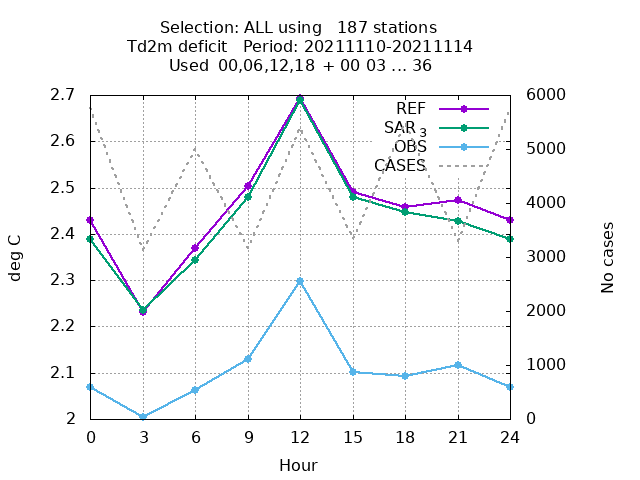 Selection: ALL using   187 stations
Td2m deficit   Period: 20211110-20211114
Used  00,06,12,18 + 00 03 ... 36
2.7
2.6
2.5
2.4
2.3
2.2
2.1
2
6000
5000
4000
3000
2000
1000
0
REF
SAR 3
OBS
CASES
deg C
No cases
0 3 6 9 12 15 18 21 24
Hour